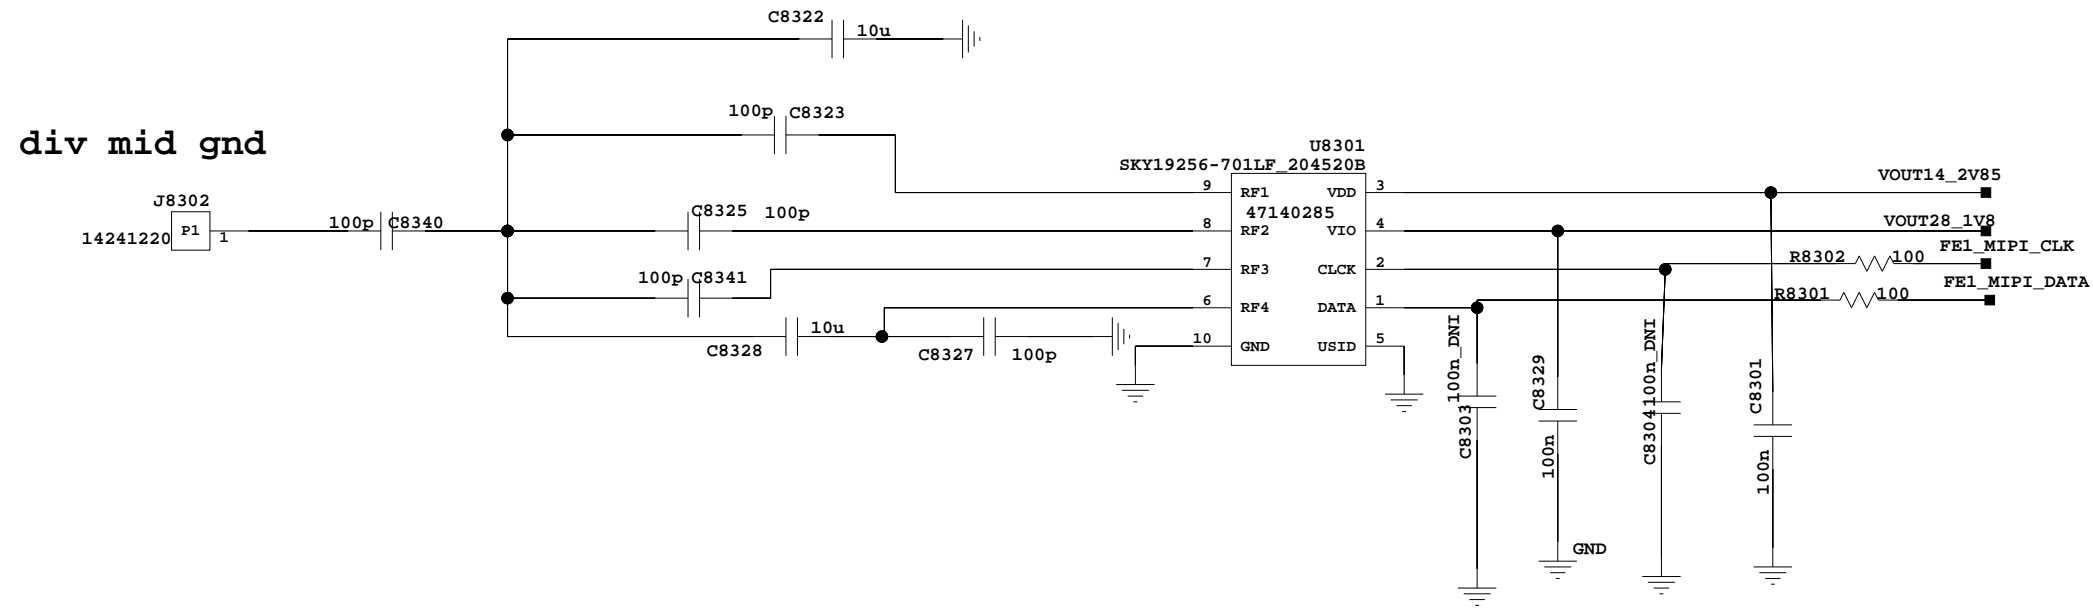 C8322
10u
100p C8323
div mid gnd
U8301
SKY19256-701LF_204520B
J8302
14241220 P1 1
100p C8340
C8325 100p
100p C8341
10u
C8328
C8327
100p
9 RF1 VDD 3
47140285
8 RF2 VIO 4
7 RF3 CLCK 2
6 RF4 DATA 1
10 GND USID 5
VOUT14_2V85
VOUT28_1V8
FE1_MIPI_CLK
R8302 100
FE1_MIPI_DATA
R8301 100
100n_DNI
C8303
C8329
100n
GND
100n_DNI
C8304
C8301
100n